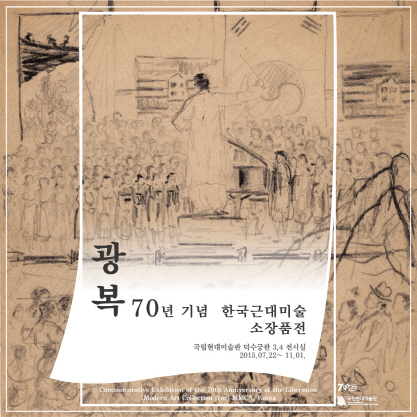 광복 70년 기념 한국근대미술
소장품전
국립현대미술관 덕수궁관 3,4 전시실
2015.07.22~ 11.01.
Commemorative Exhibition of the 70th Anniversary of the Liberation
Modern Art Collection from MMCA, Korea
국립현대미술관